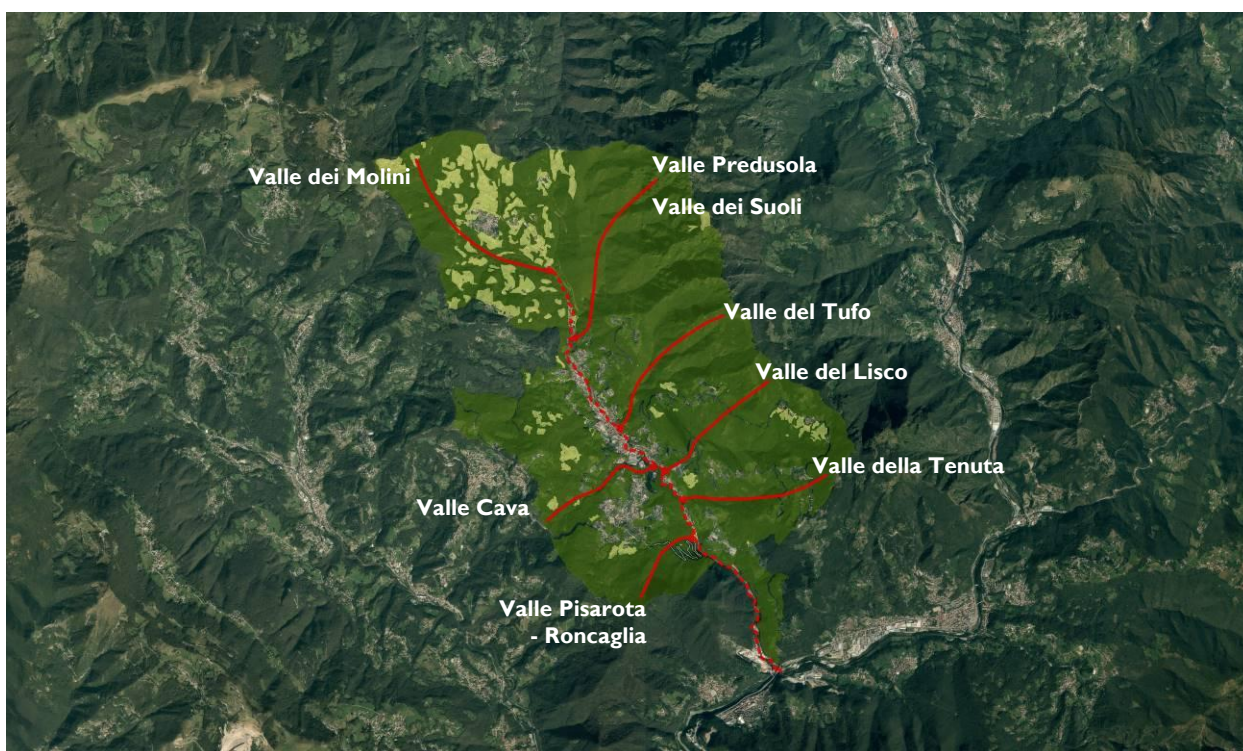 Valle Predusola
Valle dei Molini
Valle dei Suoli
Valle del Tufo
Valle del Lisco
Valle della Tenuta
Valle Cava
Valle Pisarota
- Roncaglia